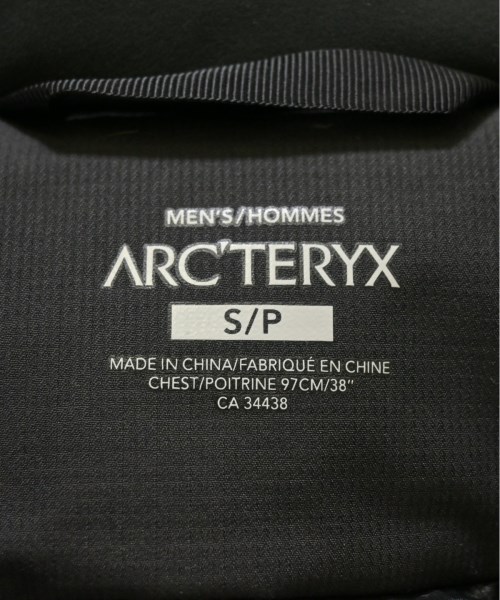 MEN'S/HOMMES
ARC'TERYX
S/P
MADE IN CHINA/FABRIQUÉ EN CHINE
CHEST/POITRINE 97CM/38"
CA 34438